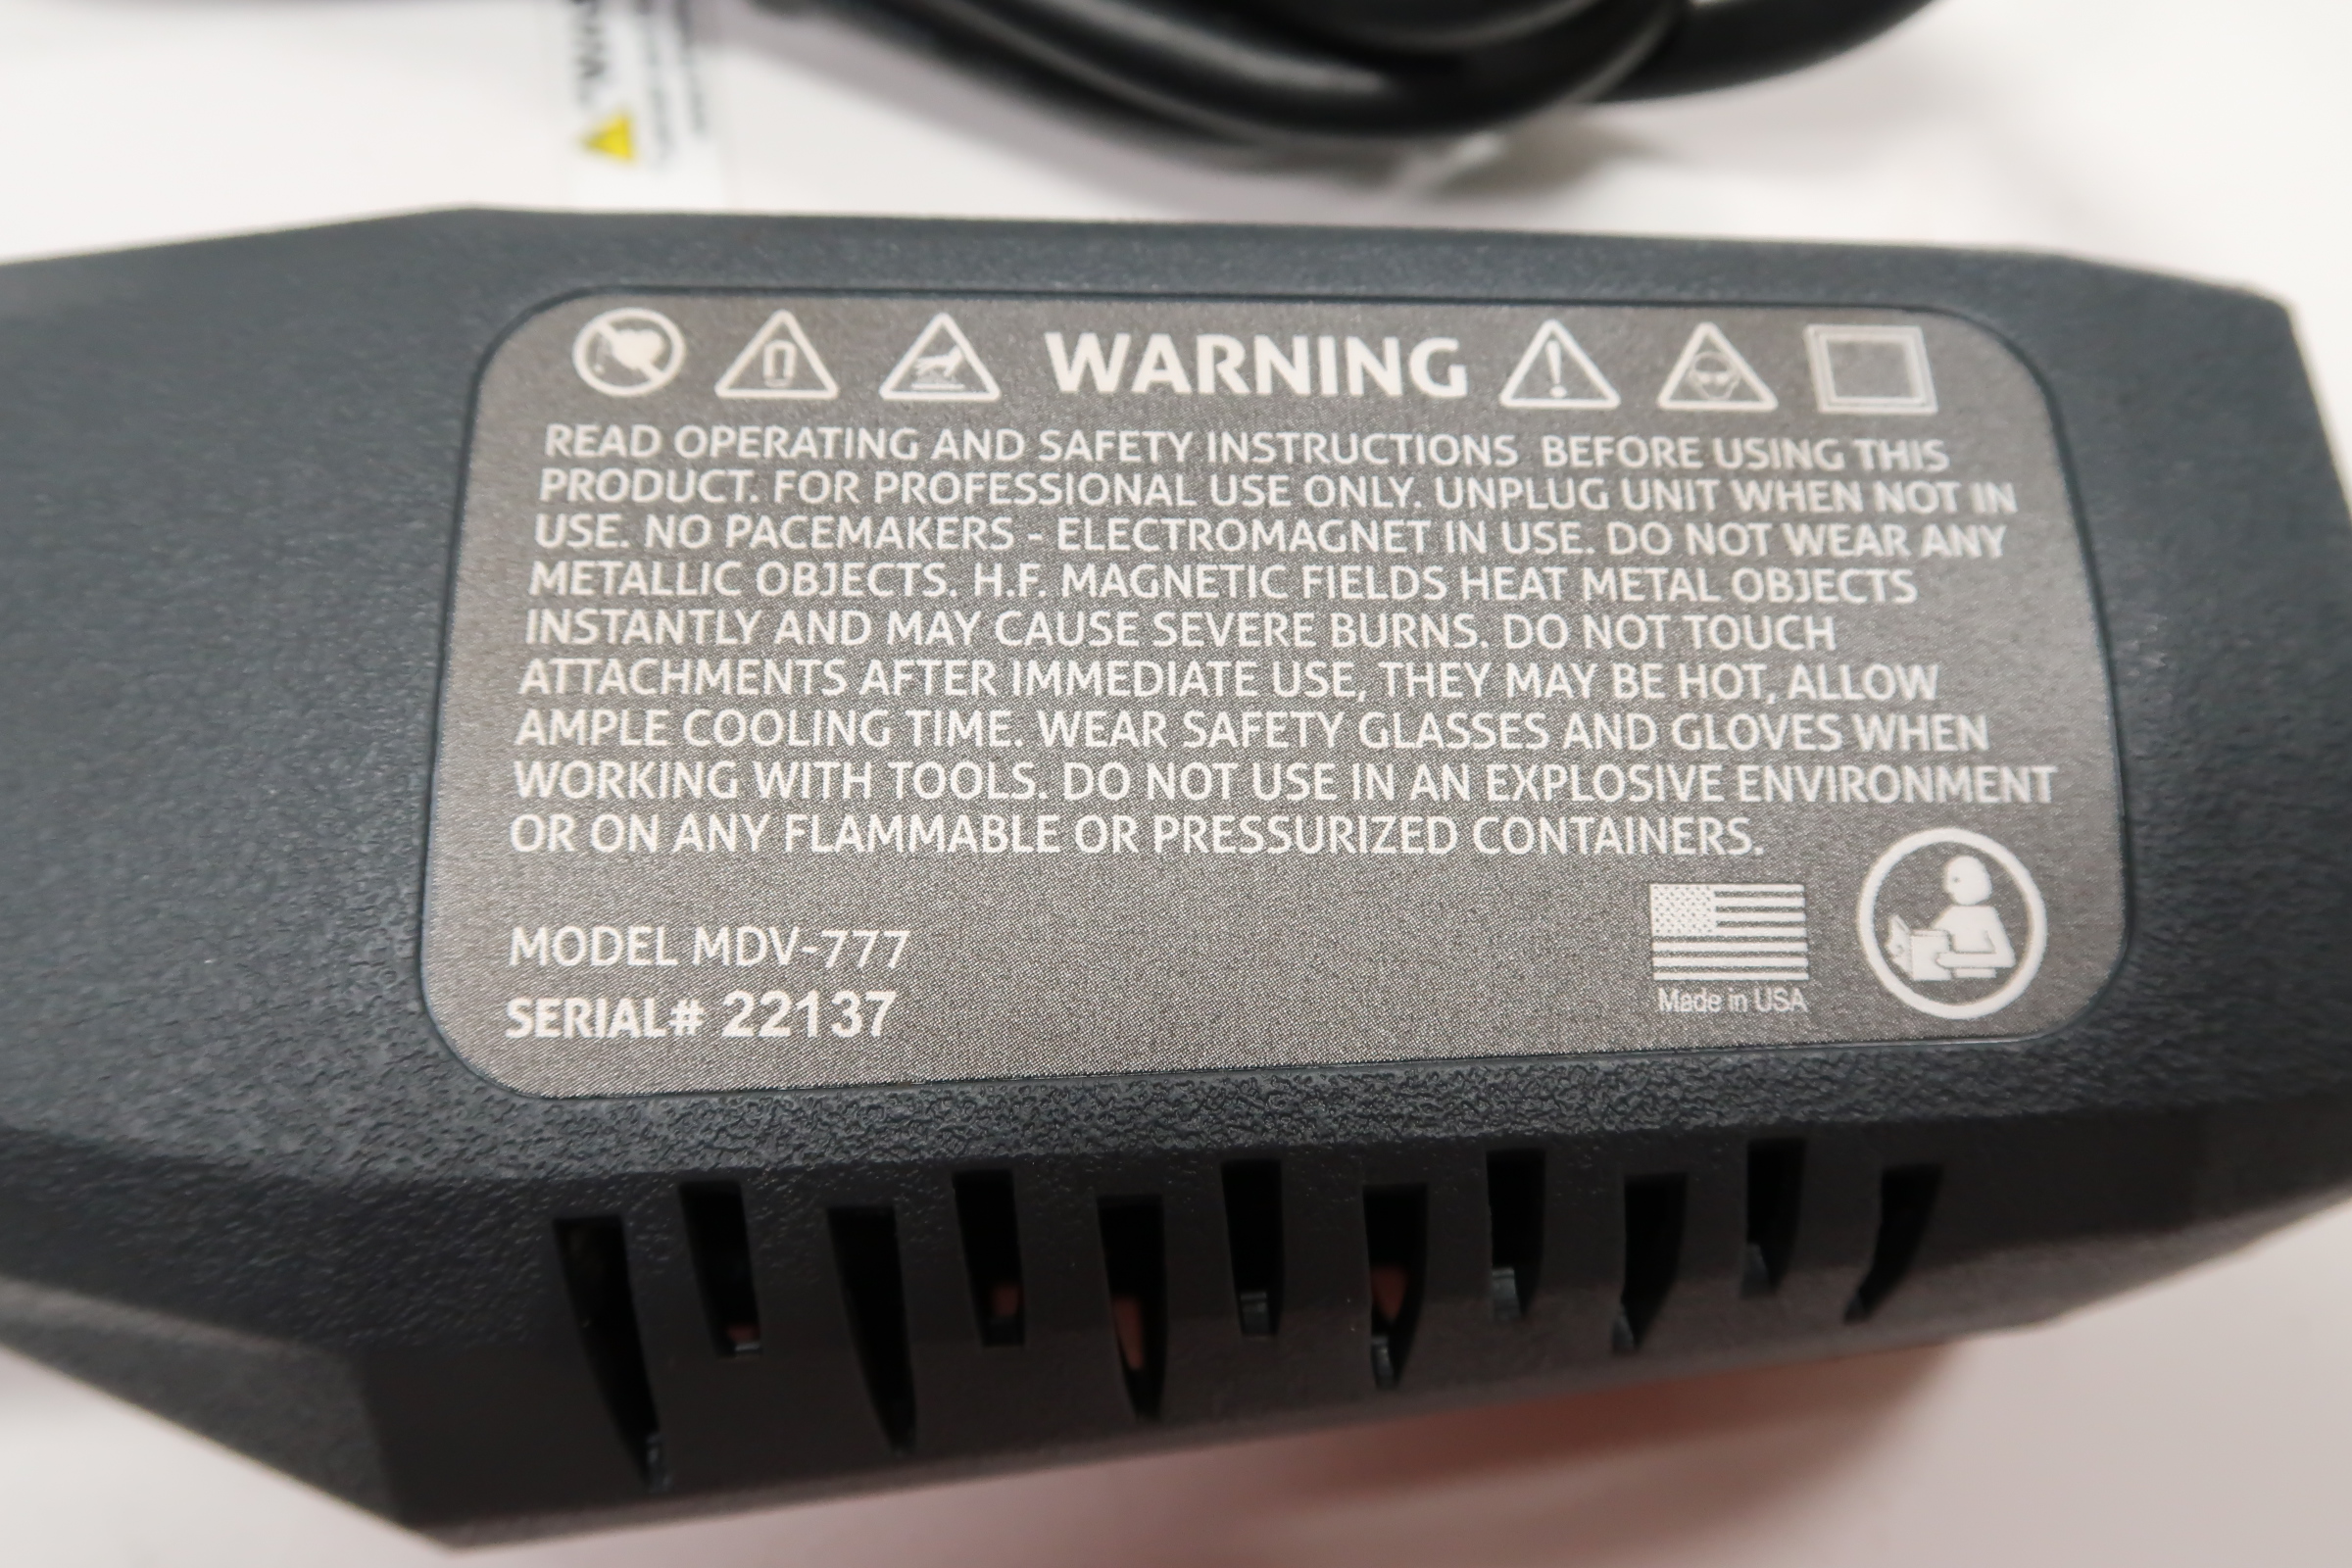 WARNING
READ OPERATING AND SAFETY INSTRUCTIONS BEFORE USING THIS
PRODUCT. FOR PROFESSIONAL USE ONLY. UNPLUG UNIT WHEN NOT IN
USE. NO PACEMAKERS - ELECTROMAGNET IN USE. DO NOT WEAR ANY
METALLIC OBJECTS. H.F. MAGNETIC FIELDS HEAT METAL OBJECTS
INSTANTLY AND MAY CAUSE SEVERE BURNS. DO NOT TOUCH
ATTACHMENTS AFTER IMMEDIATE USE, THEY MAY BE HOT, ALLOW
AMPLE COOLING TIME. WEAR SAFETY GLASSES AND GLOVES WHEN
WORKING WITH TOOLS. DO NOT USE IN AN EXPLOSIVE ENVIRONMENT
OR ON ANY FLAMMABLE OR PRESSURIZED CONTAINERS.
MODEL MDV-777
SERIAL# 22137
Made in USA